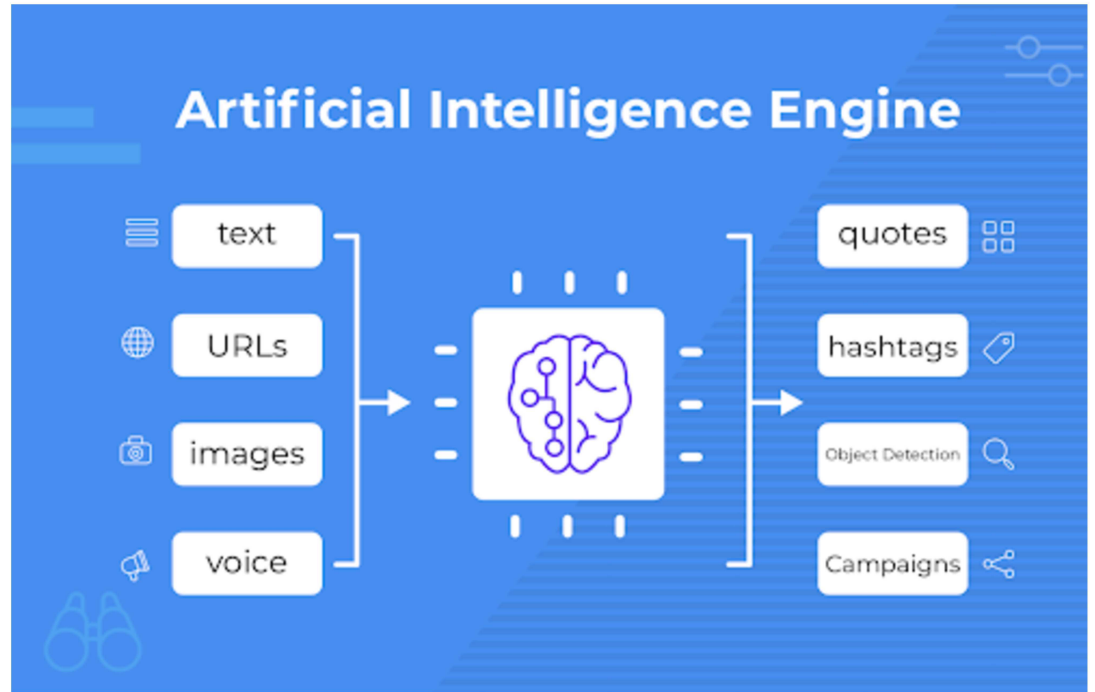 Artificial Intelligence Engine
text
URLs
images
voice
quotes
hashtags
Object Detection
Campaigns